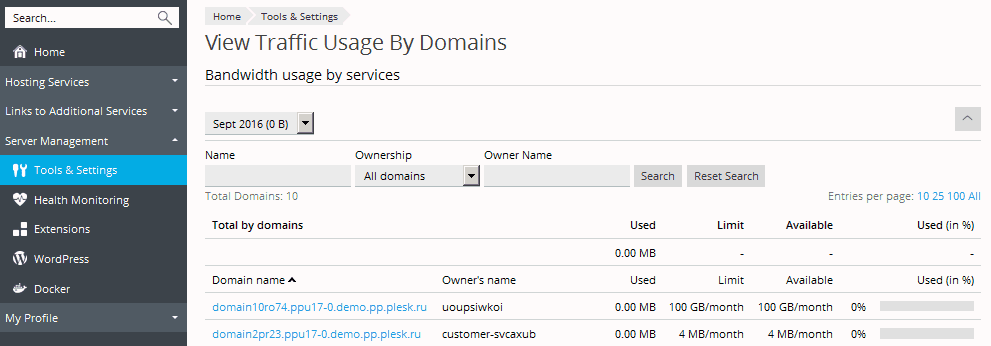 Search...
Home
Hosting Services
Links to Additional Services
Server Management
Tools & Settings
Health Monitoring
Extensions
WordPress
Docker
My Profile
Home Tools & Settings
View Traffic Usage By Domains
Bandwidth usage by services
Sept 2016 (0 B)
Name Ownership Owner Name
All domains Search Reset Search
Total Domains: 10 Entries per page: 10 25 100 All
Total by domains Used Limit Available Used (in %)
0.00 MB - - -
Domain name Owner's name Used Limit Available Used (in %)
domain10ro74.ppu17-0.demo.pp.plesk.ru uoupsiwkoi 0.00 MB 100 GB/month 100 GB/month 0%
domain2pr23.ppu17-0.demo.pp.plesk.ru customer-svcaxub 0.00 MB 4 MB/month 4 MB/month 0%